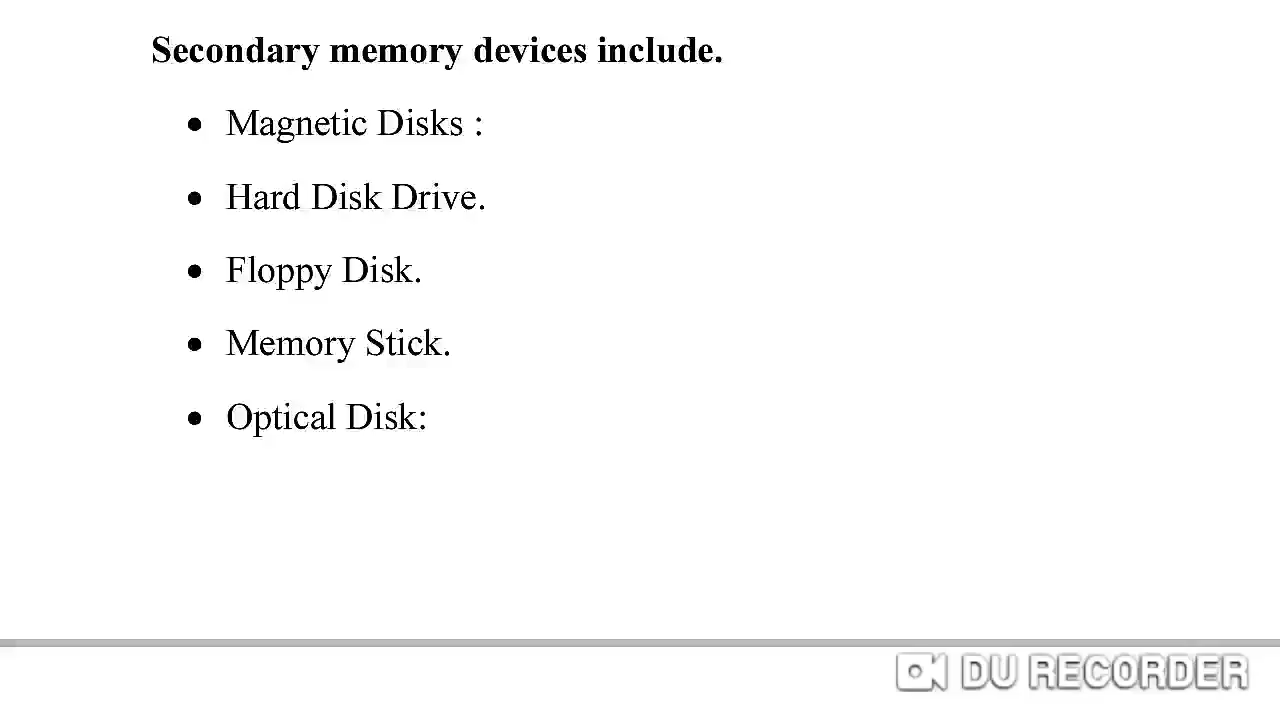 Secondary memory devices include.
• Magnetic Disks :
• Hard Disk Drive.
• Floppy Disk.
• Memory Stick.
• Optical Disk:
DU RECORDER